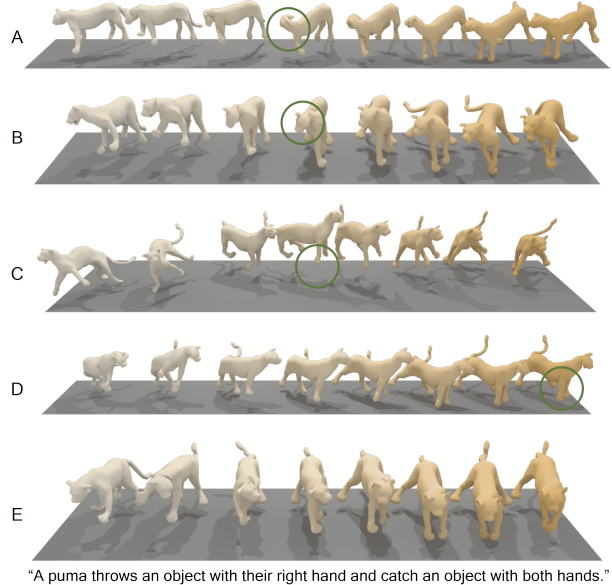 A
B
C
D
E
“A puma throws an object with their right hand and catch an object with both hands.”